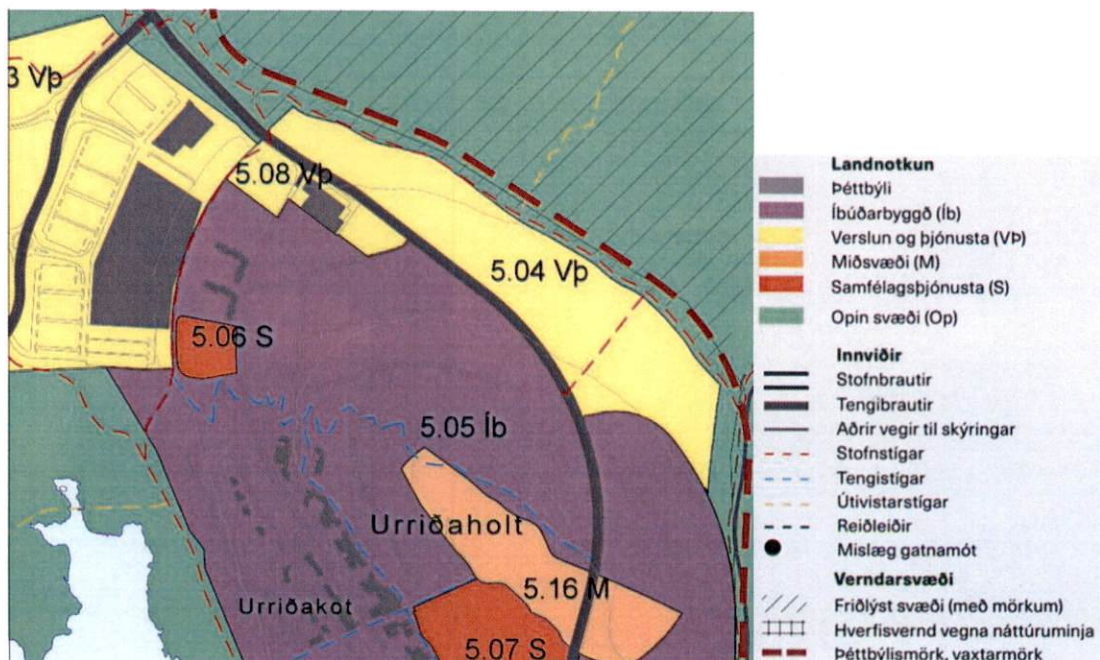 3 Vþ
5.08 Vþ
5.04 Vþ
5.06 S
5.05 Íb
Urriðaholt
5.16 M
Urriðakot
5.07 S
Landnotkun
Þéttbýli
Íbúðarbyggð (Íb)
Verslun og þjónusta (VÞ)
Miðsvæði (M)
Samfélagsþjónusta (S)
Opin svæði (Op)
Innviðir
Stofnbrautir
Tengibrautir
Aðrir vegir til skýringar
Stofnstígar
Tengistígar
Útivistarstígar
Reiðleiðir
Mislæg gatnamót
Verndarsvæði
Friðlýst svæði (með mörkum)
Hverfisvernd vegna náttúruminja
Þéttbýlismörk, vaxtarmörk